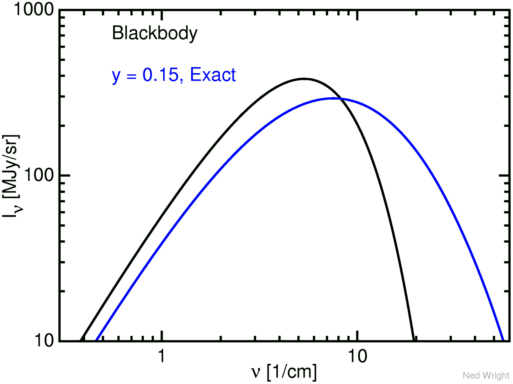 1000
Blackbody
y = 0.15, Exact
100
10
Iν [MJy/sr]
1
10
ν [1/cm]
Ned Wright